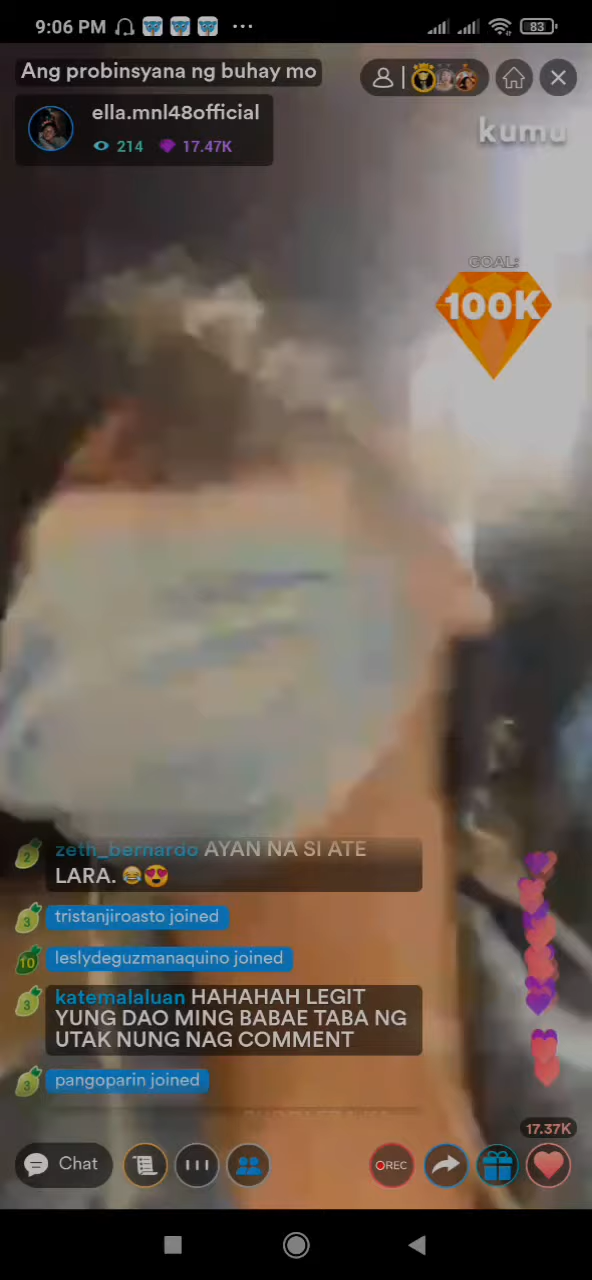 9:06 PM
83
Ang probinsyana ng buhay mo
ella.mnl48official
214
17.47K
kumu
GOAL:
100K
2
zeth_bernardo AYAN NA SI ATE
LARA. 😂😍
3
tristanjiroasto joined
10
leslydeguzmanaquino joined
3
katemalaluan HAHAHAH LEGIT
YUNG DAO MING BABAE TABA NG
UTAK NUNG NAG COMMENT
3
pangoparin joined
17.37K
Chat
REC